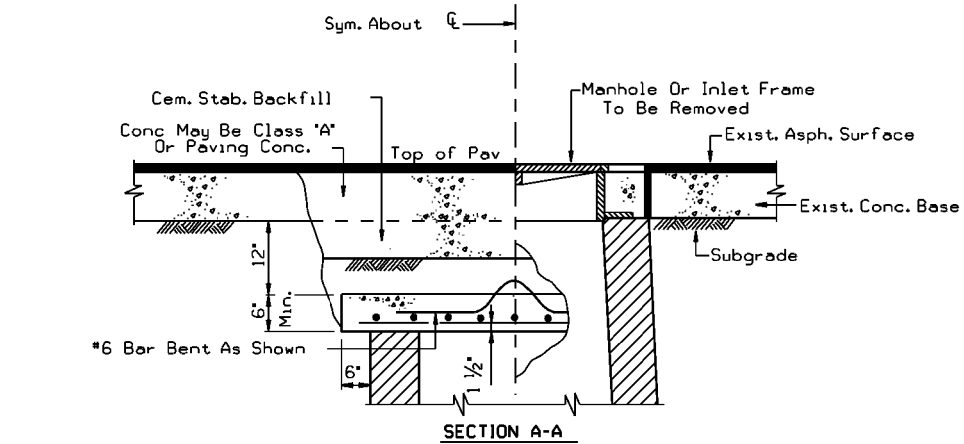 Sym. About ℄
Manhole Or Inlet Frame
To Be Removed
Cem. Stab. Backfill
Conc May Be Class "A"
Or Paving Conc.
Top of Pav
Exist. Asph. Surface
Exist. Conc. Base
Subgrade
12"
6"
Min.
#6 Bar Bent As Shown
6"
1 ½"
SECTION A-A